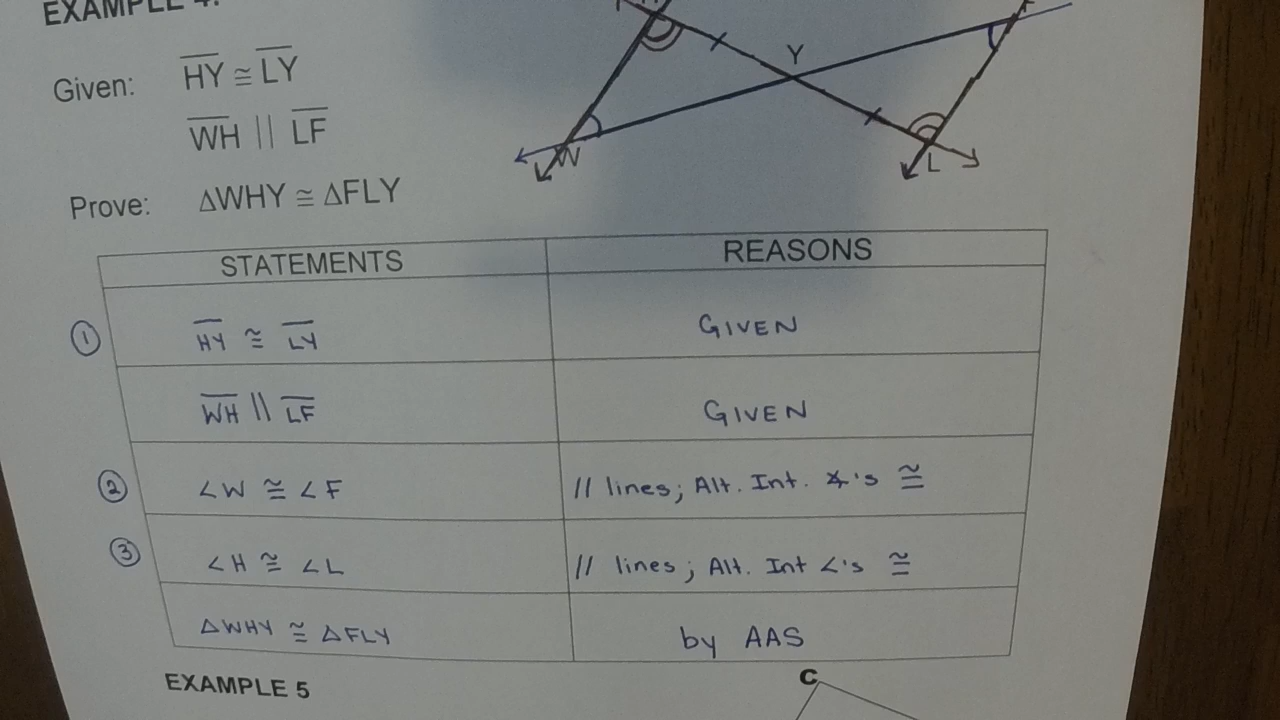 EXAMPLE 4:
Given: HY ≅ LY
WH || LF
Prove: ΔWHY ≅ ΔFLY
Y
W
L
STATEMENTS REASONS
① HY ≅ LY GIVEN
WH || LF GIVEN
② ∠W ≅ ∠F // lines; Alt. Int. ∡'s ≅
③ ∠H ≅ ∠L // lines; Alt. Int ∠'s ≅
ΔWHY ≅ ΔFLY by AAS
EXAMPLE 5
C